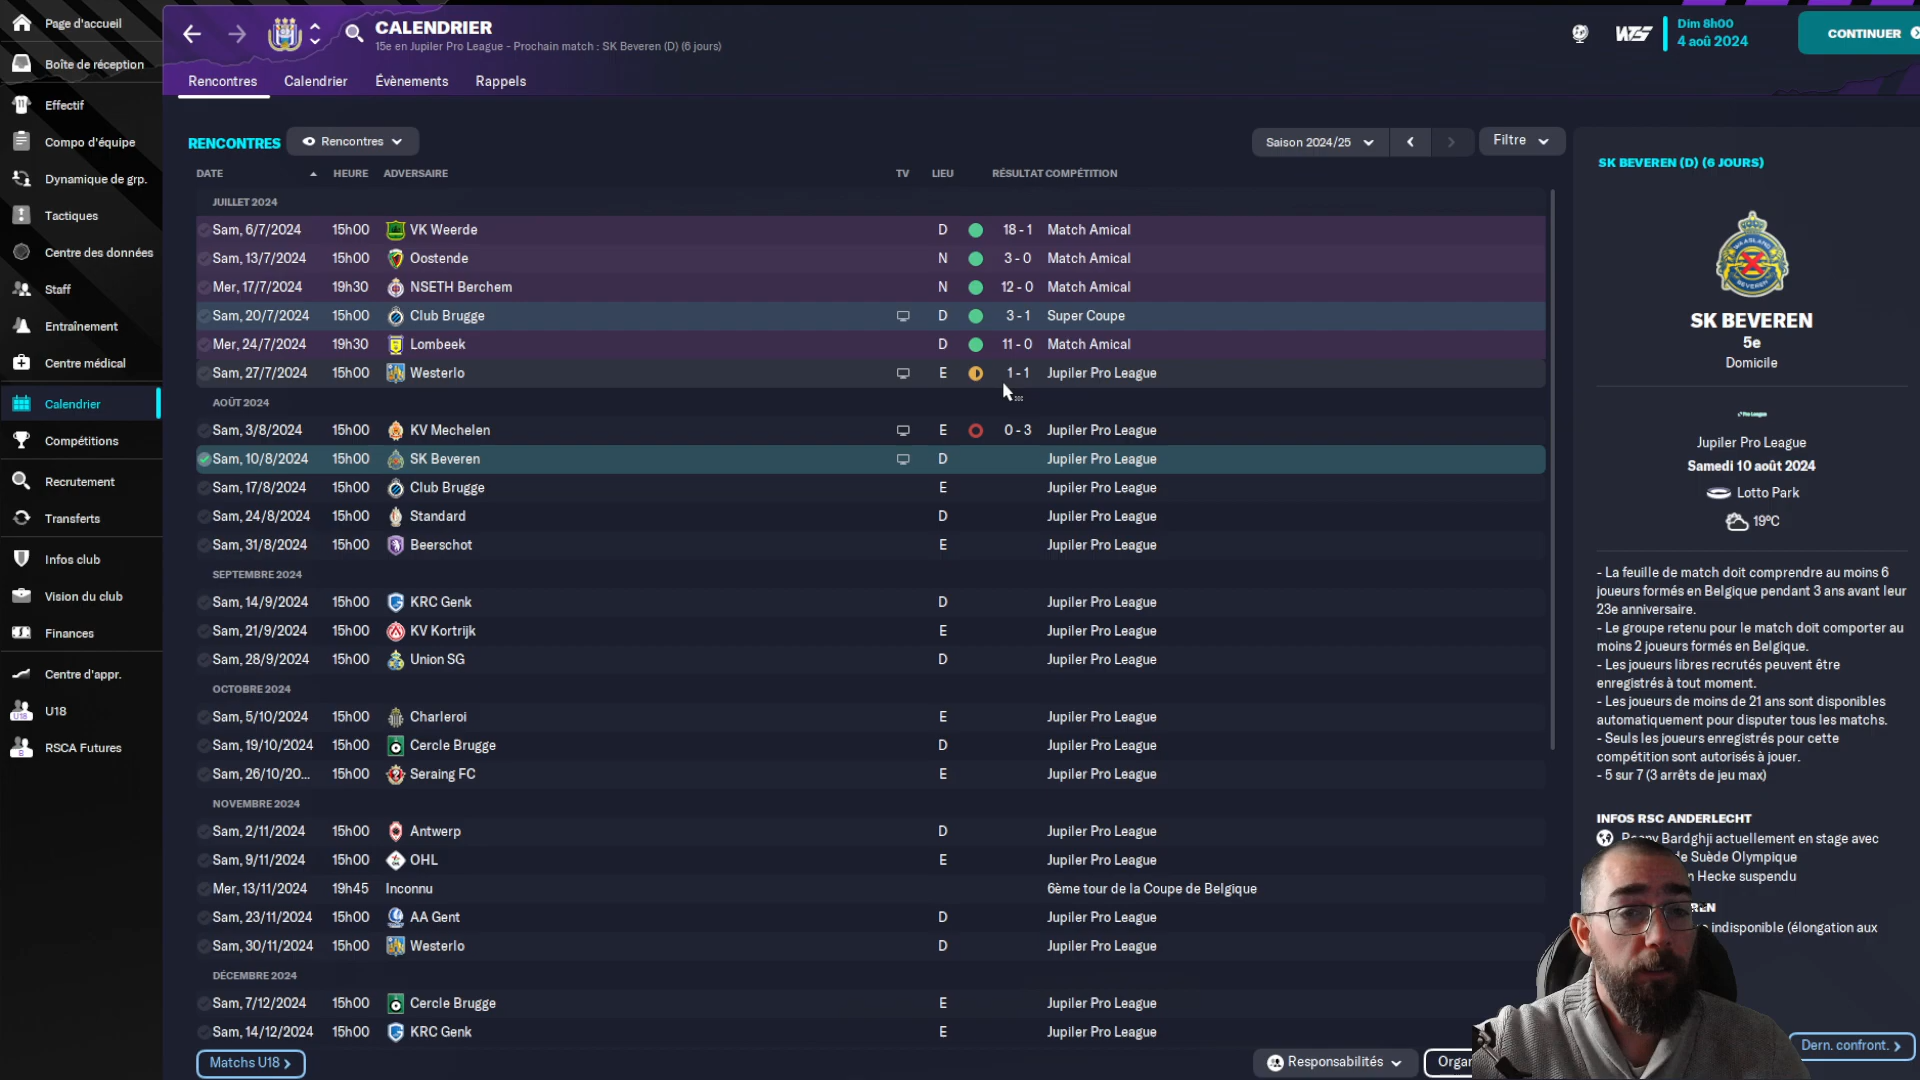 Page d'accueil
Boîte de réception
Effectif
Compo d'équipe
Dynamique de grp.
Tactiques
Centre des données
Staff
Entraînement
Centre médical
Calendrier
Compétitions
Recrutement
Transferts
Infos club
Vision du club
Finances
Centre d'appr.
U18
RSCA Futures
CALENDRIER
15e en Jupiler Pro League - Prochain match : SK Beveren (D) (6 jours)
Dim 8h00
4 août 2024
CONTINUER
Rencontres Calendrier Évènements Rappels
RENCONTRES Rencontres Saison 2024/25 Filtre
DATE HEURE ADVERSAIRE TV LIEU RÉSULTAT COMPÉTITION
JUILLET 2024
Sam, 6/7/2024 15h00 VK Weerde D 18 - 1 Match Amical
Sam, 13/7/2024 15h00 Oostende N 3 - 0 Match Amical
Mer, 17/7/2024 19h30 NSETH Berchem N 12 - 0 Match Amical
Sam, 20/7/2024 15h00 Club Brugge D 3 - 1 Super Coupe
Mer, 24/7/2024 19h30 Lombeek D 11 - 0 Match Amical
Sam, 27/7/2024 15h00 Westerlo E 1 - 1 Jupiler Pro League
AOÛT 2024
Sam, 3/8/2024 15h00 KV Mechelen E 0 - 3 Jupiler Pro League
Sam, 10/8/2024 15h00 SK Beveren D Jupiler Pro League
Sam, 17/8/2024 15h00 Club Brugge E Jupiler Pro League
Sam, 24/8/2024 15h00 Standard D Jupiler Pro League
Sam, 31/8/2024 15h00 Beerschot E Jupiler Pro League
SEPTEMBRE 2024
Sam, 14/9/2024 15h00 KRC Genk D Jupiler Pro League
Sam, 21/9/2024 15h00 KV Kortrijk E Jupiler Pro League
Sam, 28/9/2024 15h00 Union SG D Jupiler Pro League
OCTOBRE 2024
Sam, 5/10/2024 15h00 Charleroi E Jupiler Pro League
Sam, 19/10/2024 15h00 Cercle Brugge D Jupiler Pro League
Sam, 26/10/20... 15h00 Seraing FC E Jupiler Pro League
NOVEMBRE 2024
Sam, 2/11/2024 15h00 Antwerp D Jupiler Pro League
Sam, 9/11/2024 15h00 OHL E Jupiler Pro League
Mer, 13/11/2024 19h45 Inconnu 6ème tour de la Coupe de Belgique
Sam, 23/11/2024 15h00 AA Gent D Jupiler Pro League
Sam, 30/11/2024 15h00 Westerlo D Jupiler Pro League
DÉCEMBRE 2024
Sam, 7/12/2024 15h00 Cercle Brugge E Jupiler Pro League
Sam, 14/12/2024 15h00 KRC Genk E Jupiler Pro League
Matchs U18
Responsabilités
Organ
SK BEVEREN (D) (6 JOURS)
SK BEVEREN
5e
Domicile
Pro League
Jupiler Pro League
Samedi 10 août 2024
Lotto Park
19°C
- La feuille de match doit comprendre au moins 6
joueurs formés en Belgique pendant 3 ans avant leur
23e anniversaire.
- Le groupe retenu pour le match doit comporter au
moins 2 joueurs formés en Belgique.
- Les joueurs libres recrutés peuvent être
enregistrés à tout moment.
- Les joueurs de moins de 21 ans sont disponibles
automatiquement pour disputer tous les matchs.
- Seuls les joueurs enregistrés pour cette
compétition sont autorisés à jouer.
- 5 sur 7 (3 arrêts de jeu max)
INFOS RSC ANDERLECHT
Bardghji actuellement en stage avec
de Suède Olympique
Hecke suspendu
indisponible (élongation aux
Dern. confront.